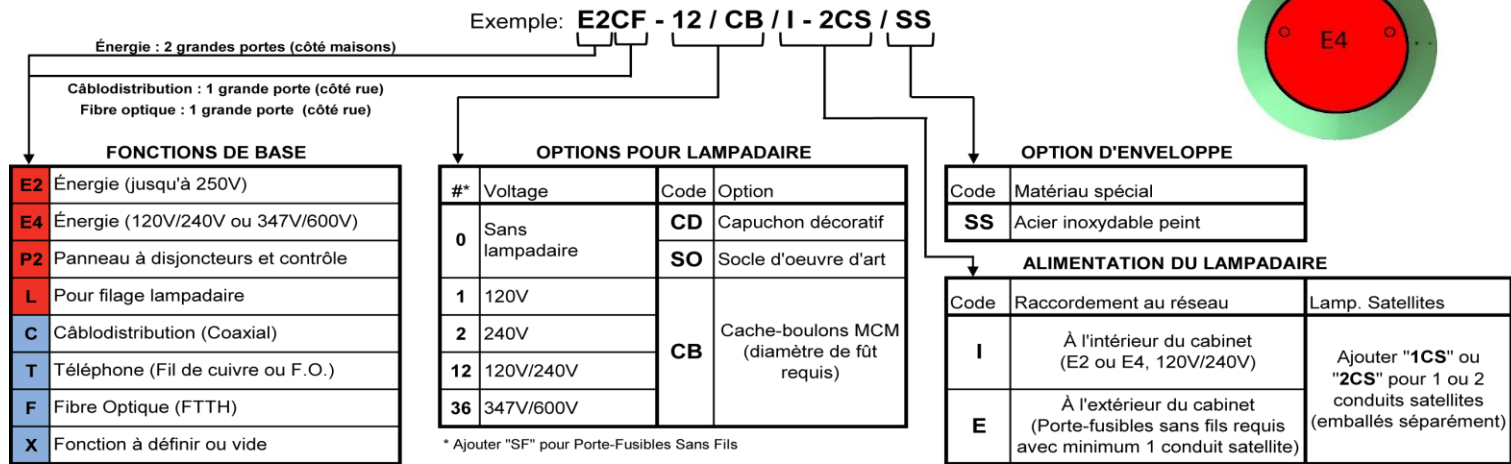 Exemple: E2CF - 12 / CB / I - 2CS / SS
E4
Énergie : 2 grandes portes (côté maisons)
Câblodistribution : 1 grande porte (côté rue)
Fibre optique : 1 grande porte (côté rue)
FONCTIONS DE BASE
E2 Énergie (jusqu'à 250V)
E4 Énergie (120V/240V ou 347V/600V)
P2 Panneau à disjoncteurs et contrôle
L Pour filage lampadaire
C Câblodistribution (Coaxial)
T Téléphone (Fil de cuivre ou F.O.)
F Fibre Optique (FTTH)
X Fonction à définir ou vide
OPTIONS POUR LAMPADAIRE
#* Voltage Code Option
0 Sans
lampadaire
CD Capuchon décoratif
SO Socle d'oeuvre d'art
1 120V
2 240V
12 120V/240V
36 347V/600V
CB Cache-boulons MCM
(diamètre de fût
requis)
* Ajouter "SF" pour Porte-Fusibles Sans Fils
OPTION D'ENVELOPPE
Code Matériau spécial
SS Acier inoxydable peint
ALIMENTATION DU LAMPADAIRE
Code Raccordement au réseau Lamp. Satellites
I À l'intérieur du cabinet
(E2 ou E4, 120V/240V)
E À l'extérieur du cabinet
(Porte-fusibles sans fils requis
avec minimum 1 conduit satellite)
Ajouter "1CS" ou
"2CS" pour 1 ou 2
conduits satellites
(emballés séparément)